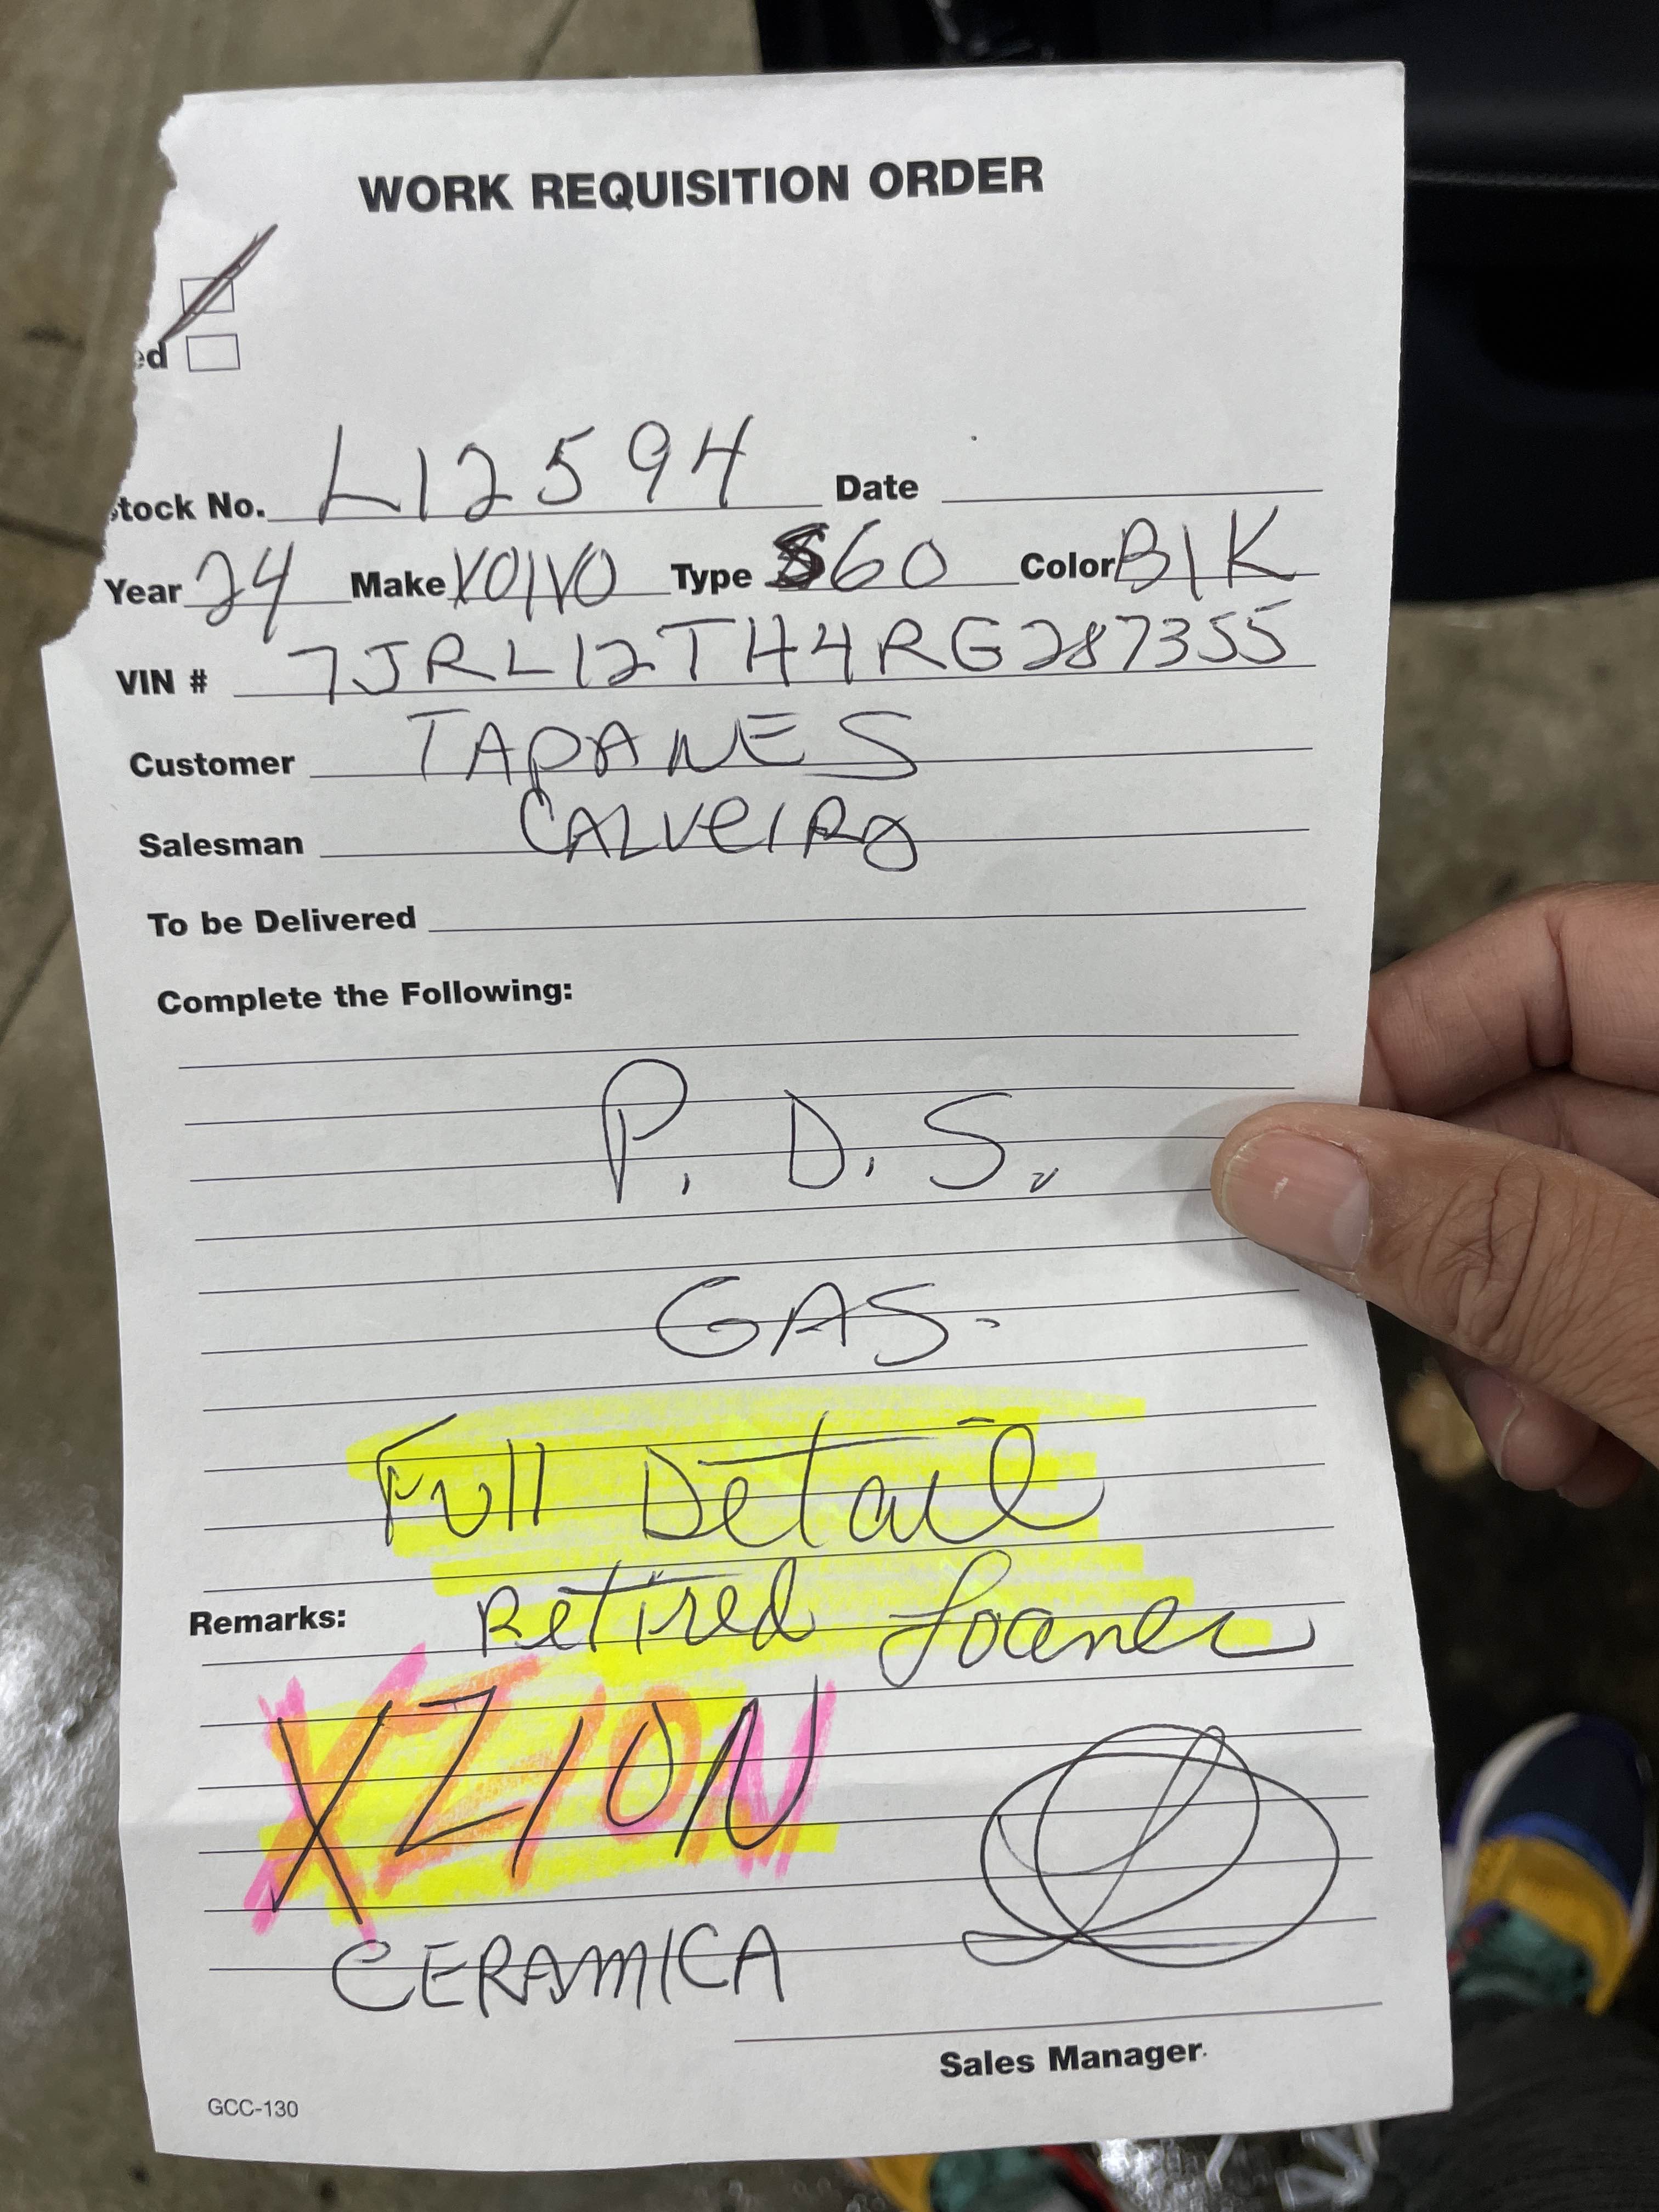 WORK REQUISITION ORDER
ed
tock No. L12594 Date
Year 24 Make VOLVO Type S60 Color BLK
VIN # 7JRL12TH4RG287355
Customer TAPANES
Salesman CALVEIRO
To be Delivered
Complete the Following:
P.D.S.
GAS.
Full Detail
Remarks: Retired Loaner
XZION
CERAMICA
Sales Manager
GCC-130